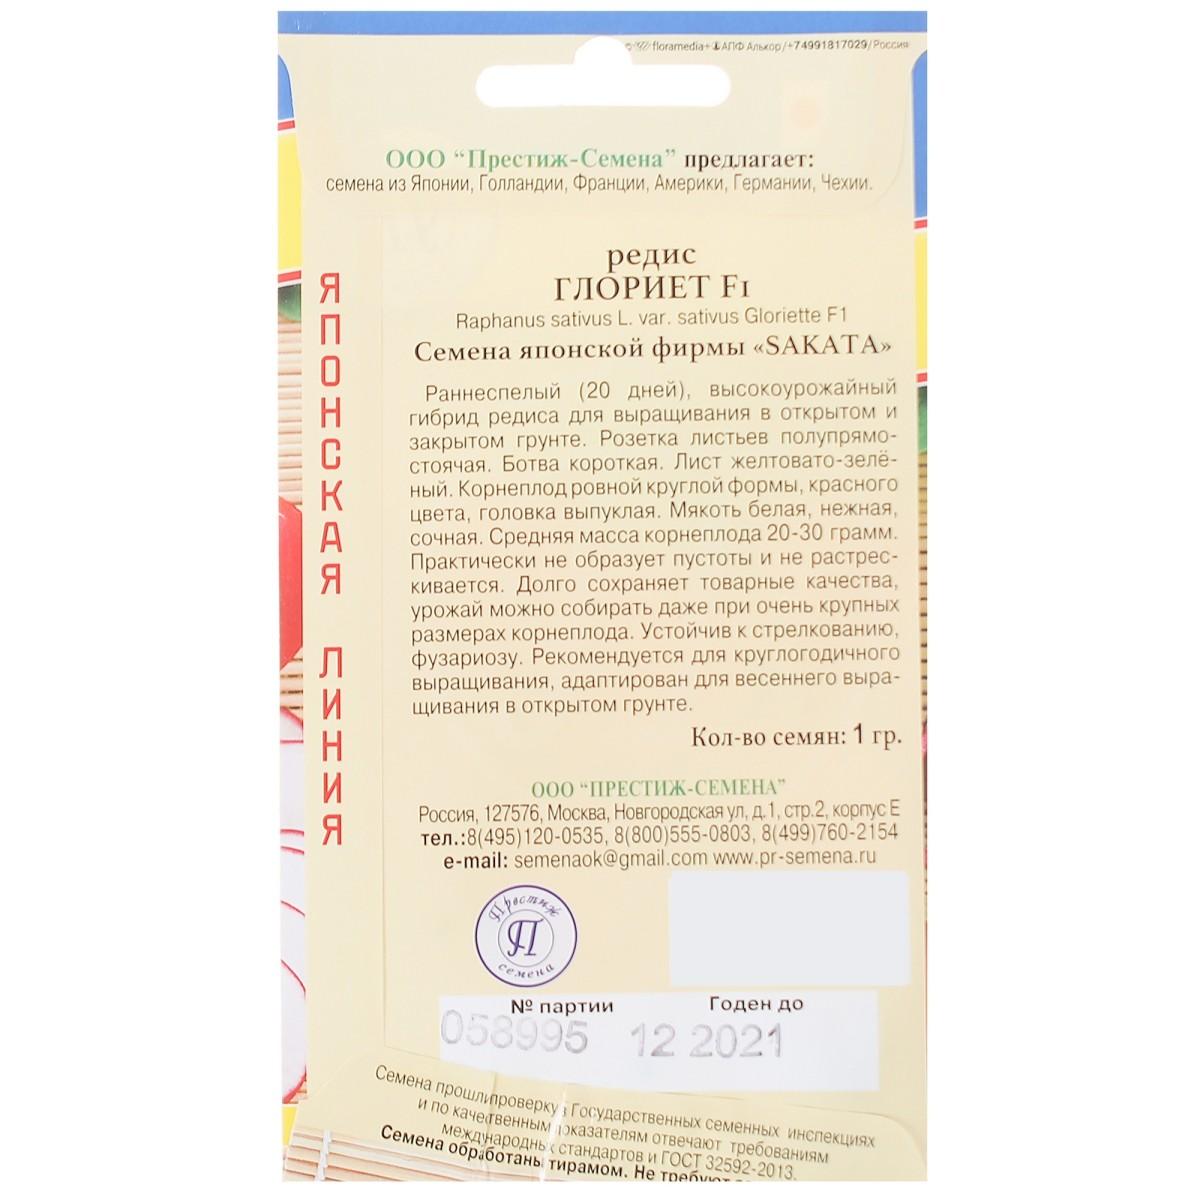 floramedia+ АПФ Алькор/+74991817029/Россия
ООО "Престиж-Семена" предлагает:
семена из Японии, Голландии, Франции, Америки, Германии, Чехии.
ЯПОНСКАЯ ЛИНИЯ
редис
ГЛОРИЕТ F1
Raphanus sativus L. var. sativus Gloriette F1
Семена японской фирмы «SAKATA»
Раннеспелый (20 дней), высокоурожайный
гибрид редиса для выращивания в открытом и
закрытом грунте. Розетка листьев полупрямо-
стоячая. Ботва короткая. Лист желтовато-зелё-
ный. Корнеплод ровной круглой формы, красного
цвета, головка выпуклая. Мякоть белая, нежная,
сочная. Средняя масса корнеплода 20-30 грамм.
Практически не образует пустоты и не растрес-
кивается. Долго сохраняет товарные качества,
урожай можно собирать даже при очень крупных
размерах корнеплода. Устойчив к стрелкованию,
фузариозу. Рекомендуется для круглогодичного
выращивания, адаптирован для весеннего выра-
щивания в открытом грунте.
Кол-во семян: 1 гр.
ООО "ПРЕСТИЖ-СЕМЕНА"
Россия, 127576, Москва, Новгородская ул, д.1, стр.2, корпус Е
тел.:8(495)120-0535, 8(800)555-0803, 8(499)760-2154
e-mail: semenaok@gmail.com www.pr-semena.ru
Престиж
П
семена
№ партии Годен до
058995 12 2021
Семена прошли проверку в Государственных семенных инспекциях
и по качественным показателям отвечают требованиям
международных стандартов и ГОСТ 32592-2013.
Семена обработаны тирамом. Не требуют